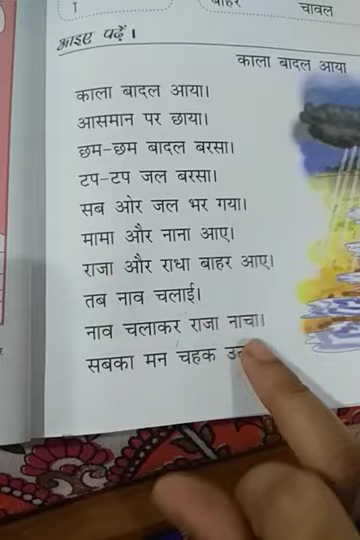 बाहर
चावल
आइए पढ़ें।
काला बादल आया
काला बादल आया।
आसमान पर छाया।
छम-छम बादल बरसा।
टप-टप जल बरसा।
सब ओर जल भर गया।
मामा और नाना आए।
राजा और राधा बाहर आए।
तब नाव चलाई।
नाव चलाकर राजा नाचा।
सबका मन चहक